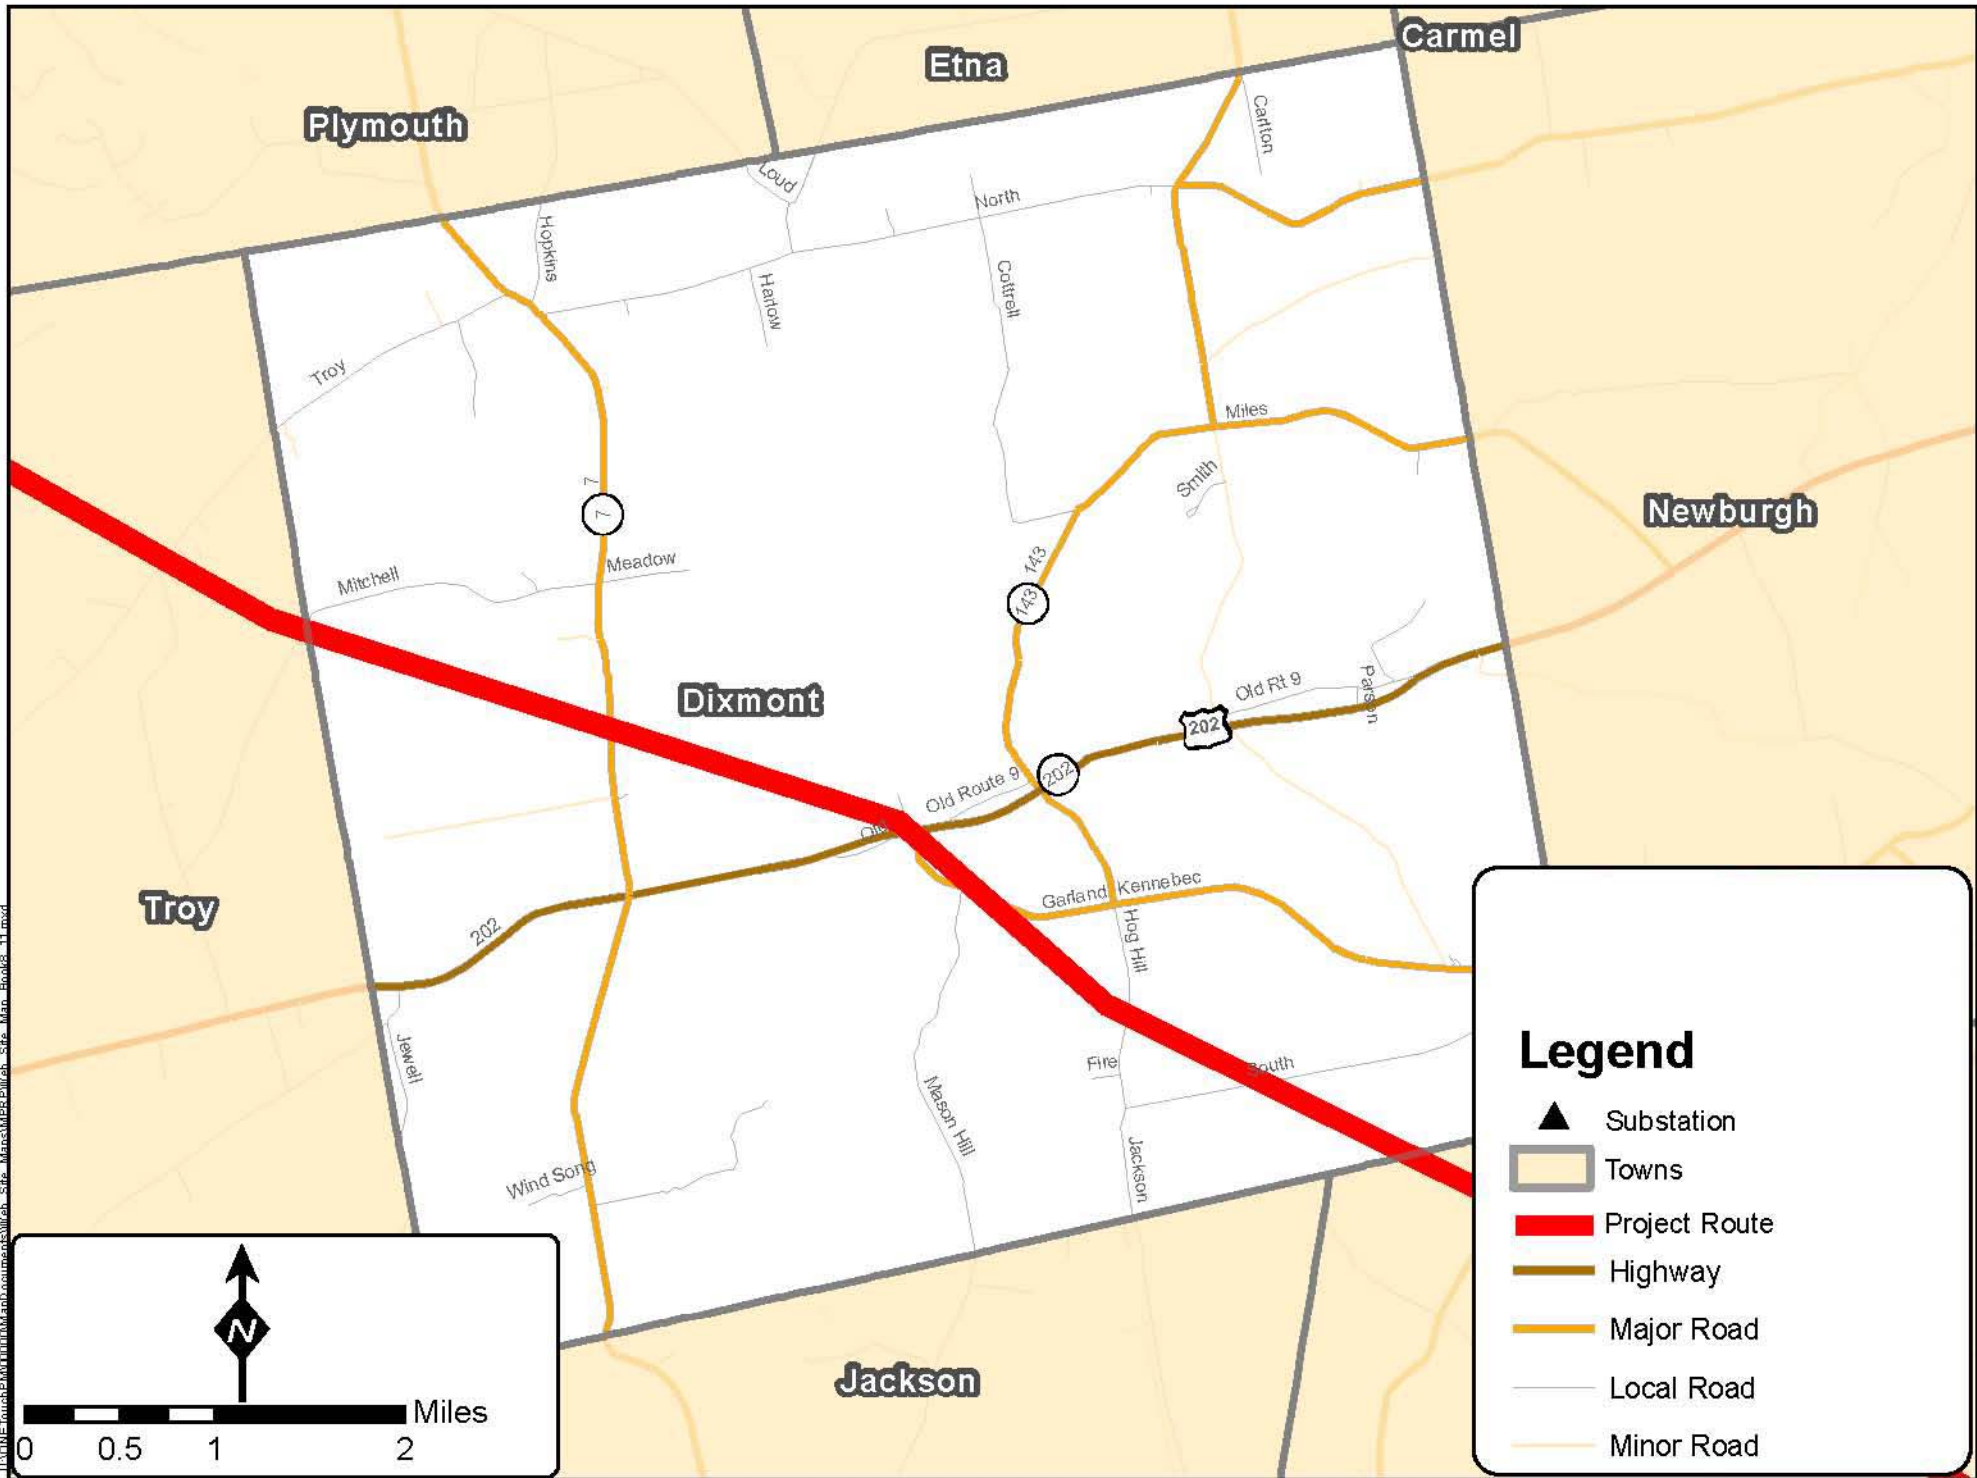 Carmel
Etna
Plymouth
Carlton
Loud
North
Hopkins
Harlow
Cottrell
Troy
Miles
Smith
7
7
Newburgh
Meadow
Mitchell
143
143
Dixmont
Old Rt 9
Parson
202
202
Old Route 9
Old
Garland
Kennebec
Troy
202
Hog Hill
Jewell
Fire
South
Mason Hill
Jackson
Wind Song
Jackson
N
Miles
0 0.5 1 2
Legend
Substation
Towns
Project Route
Highway
Major Road
Local Road
Minor Road